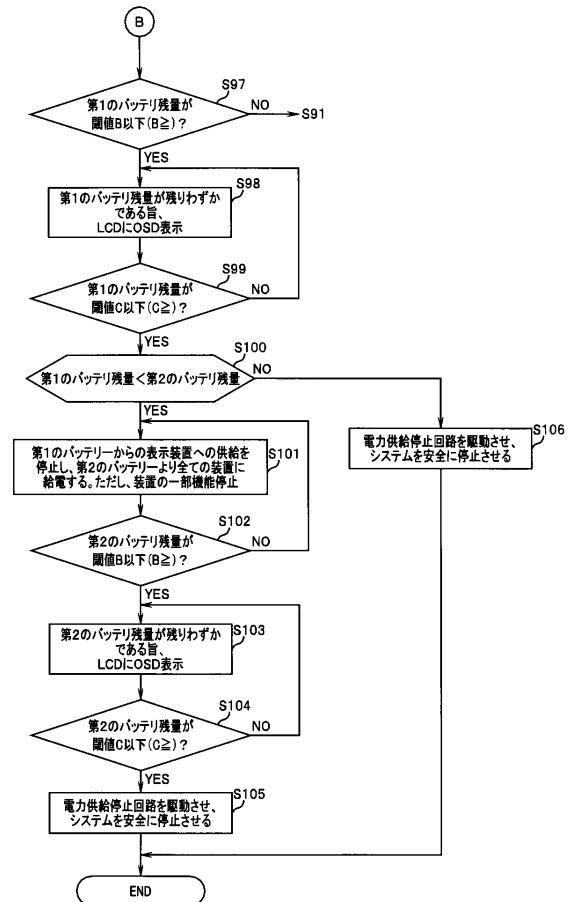 B
S97
第1のバッテリ残量が
閾値B以下(B≧)?
NO
S91
YES
S98
第1のバッテリ残量が残りわずか
である旨、
LCDにOSD表示
S99
第1のバッテリ残量が
閾値C以下(C≧)?
NO
YES
S100
第1のバッテリ残量<第2のバッテリ残量
NO
YES
S101
第1のバッテリーからの表示装置への供給を
停止し、第2のバッテリーより全ての装置に
給電する。ただし、装置の一部機能停止
S106
電力供給停止回路を駆動させ、
システムを安全に停止させる
S102
第2のバッテリ残量が
閾値B以下(B≧)?
NO
YES
S103
第2のバッテリ残量が残りわずか
である旨、
LCDにOSD表示
S104
第2のバッテリ残量が
閾値C以下(C≧)?
NO
YES
S105
電力供給停止回路を駆動させ、
システムを安全に停止させる
END